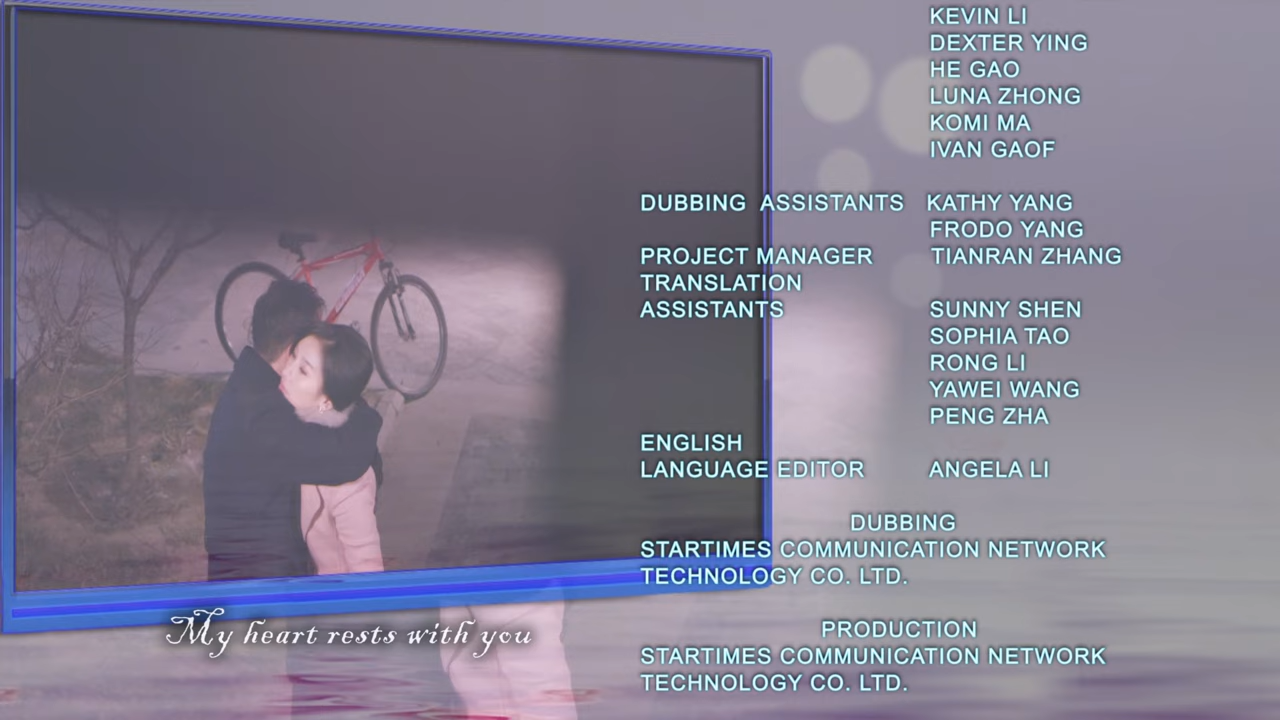 KEVIN LI
DEXTER YING
HE GAO
LUNA ZHONG
KOMI MA
IVAN GAOF
DUBBING ASSISTANTS KATHY YANG
FRODO YANG
PROJECT MANAGER TIANRAN ZHANG
TRANSLATION
ASSISTANTS SUNNY SHEN
SOPHIA TAO
RONG LI
YAWEI WANG
PENG ZHA
ENGLISH
LANGUAGE EDITOR ANGELA LI
DUBBING
STARTIMES COMMUNICATION NETWORK
TECHNOLOGY CO. LTD.
PRODUCTION
STARTIMES COMMUNICATION NETWORK
TECHNOLOGY CO. LTD.
My heart rests with you